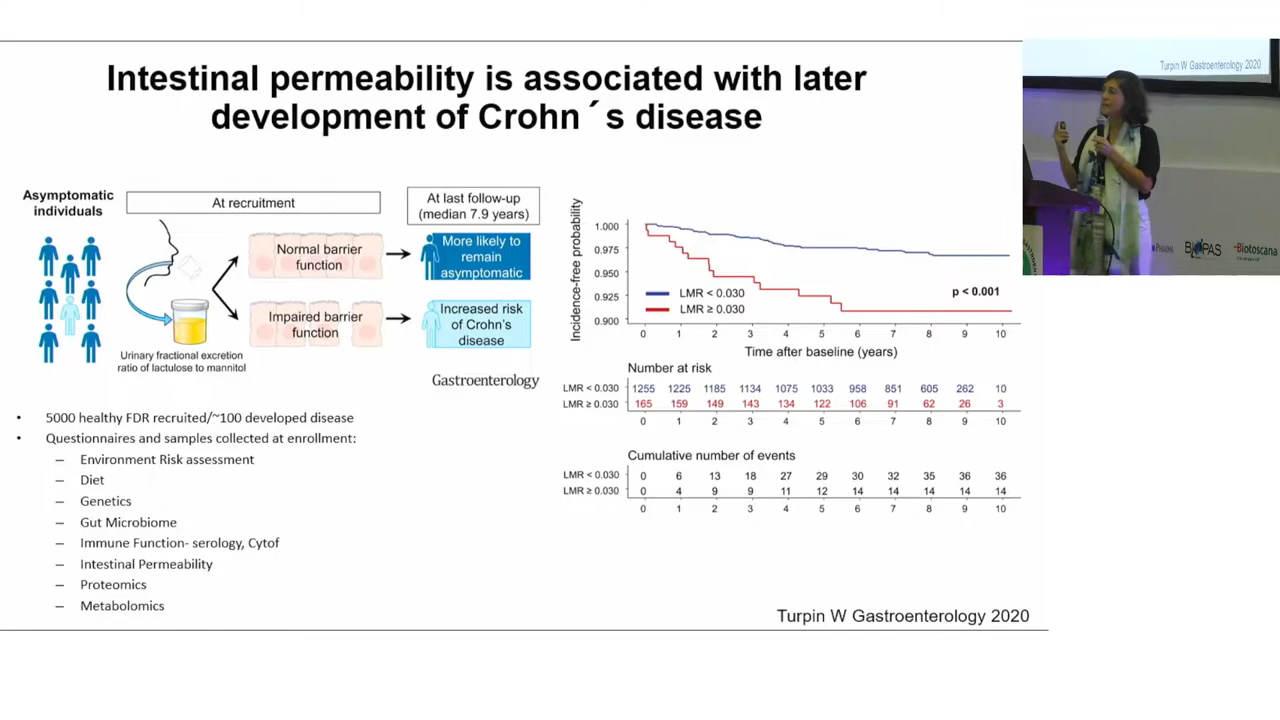 Intestinal permeability is associated with later
development of Crohn´s disease
Turpin W Gastroenterology 2020
Asymptomatic
individuals
At recruitment
At last follow-up
(median 7.9 years)
Normal barrier
function
More likely to
remain
asymptomatic
Impaired barrier
function
Increased risk
of Crohn's
disease
Urinary fractional excretion
ratio of lactulose to mannitol
Gastroenterology
Incidence-free probability
1.000
0.975
0.950
0.925
0.900
LMR < 0.030
LMR ≥ 0.030
p < 0.001
0 1 2 3 4 5 6 7 8 9 10
Time after baseline (years)
Number at risk
LMR < 0.030 1255 1225 1185 1134 1075 1033 958 851 605 262 10
LMR ≥ 0.030 165 159 149 143 134 122 106 91 62 26 3
0 1 2 3 4 5 6 7 8 9 10
Cumulative number of events
LMR < 0.030 0 6 13 18 27 29 30 32 35 36 36
LMR ≥ 0.030 0 4 9 9 11 12 14 14 14 14 14
0 1 2 3 4 5 6 7 8 9 10
• 5000 healthy FDR recruited/~100 developed disease
• Questionnaires and samples collected at enrollment:
– Environment Risk assessment
– Diet
– Genetics
– Gut Microbiome
– Immune Function- serology, Cytof
– Intestinal Permeability
– Proteomics
– Metabolomics
Turpin W Gastroenterology 2020
BIOPAS
Biotoscana